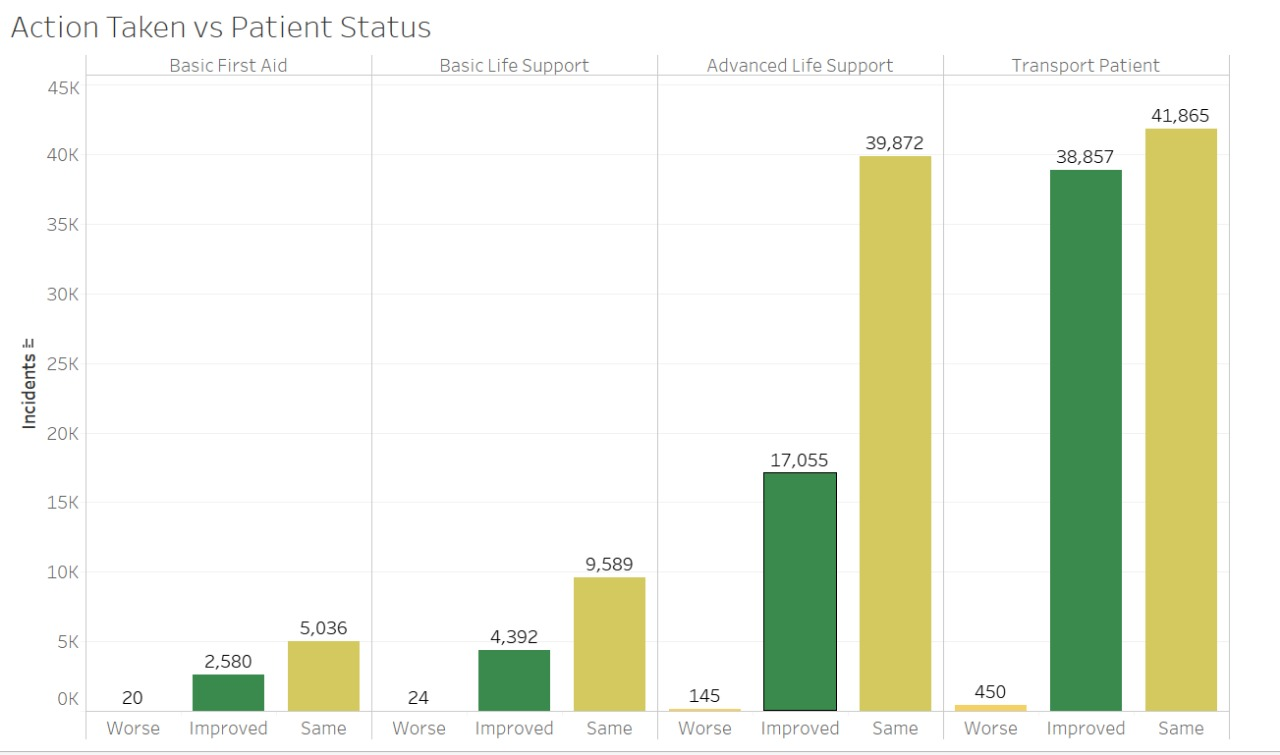 Action Taken vs Patient Status
Basic First Aid Basic Life Support Advanced Life Support Transport Patient
45K
41,865
39,872
40K
38,857
35K
30K
Incidents
25K
20K
17,055
15K
10K
9,589
5K
5,036
4,392
2,580
0K
20
24
145
450
Worse Improved Same Worse Improved Same Worse Improved Same Worse Improved Same